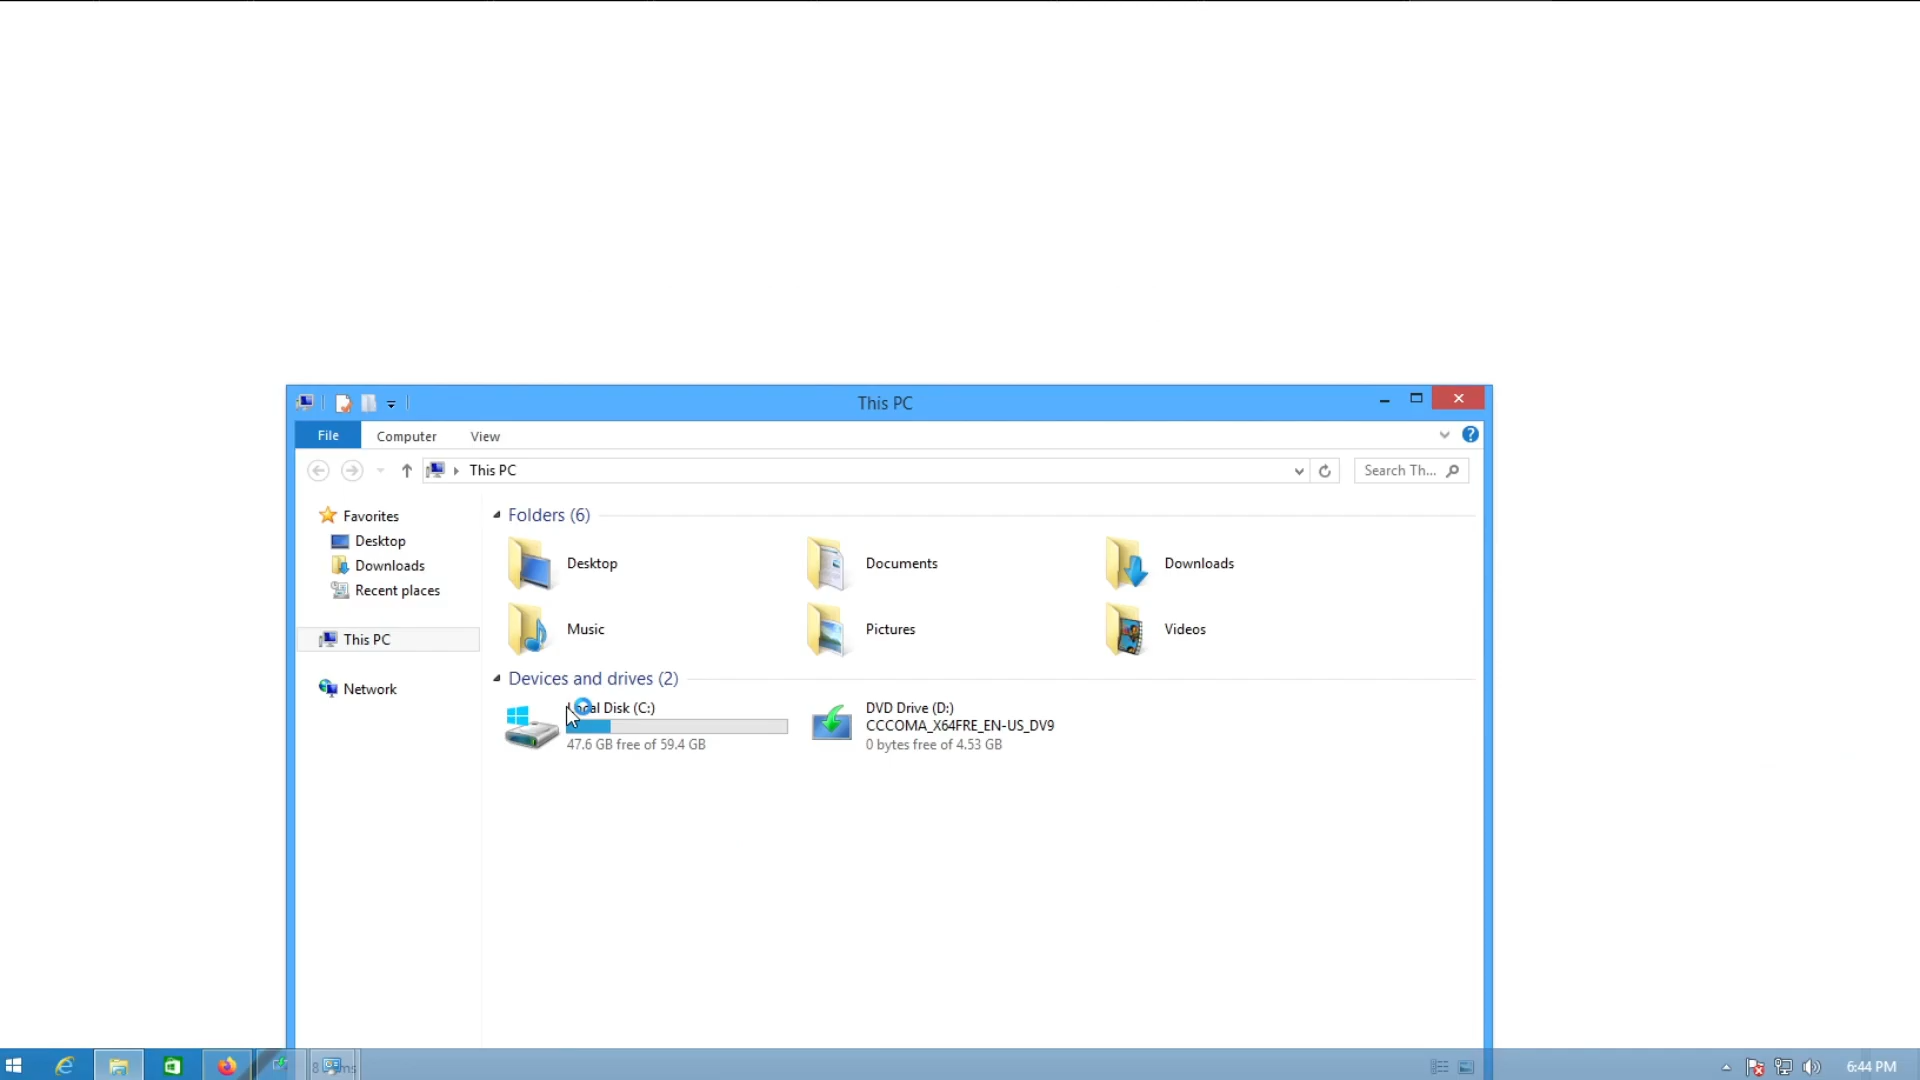 This PC
File
Computer
View
This PC
Search Th...
Favorites
Desktop
Downloads
Recent places
This PC
Network
Folders (6)
Desktop
Documents
Downloads
Music
Pictures
Videos
Devices and drives (2)
Local Disk (C:)
47.6 GB free of 59.4 GB
DVD Drive (D:)
CCCOMA_X64FRE_EN-US_DV9
0 bytes free of 4.53 GB
6:44 PM